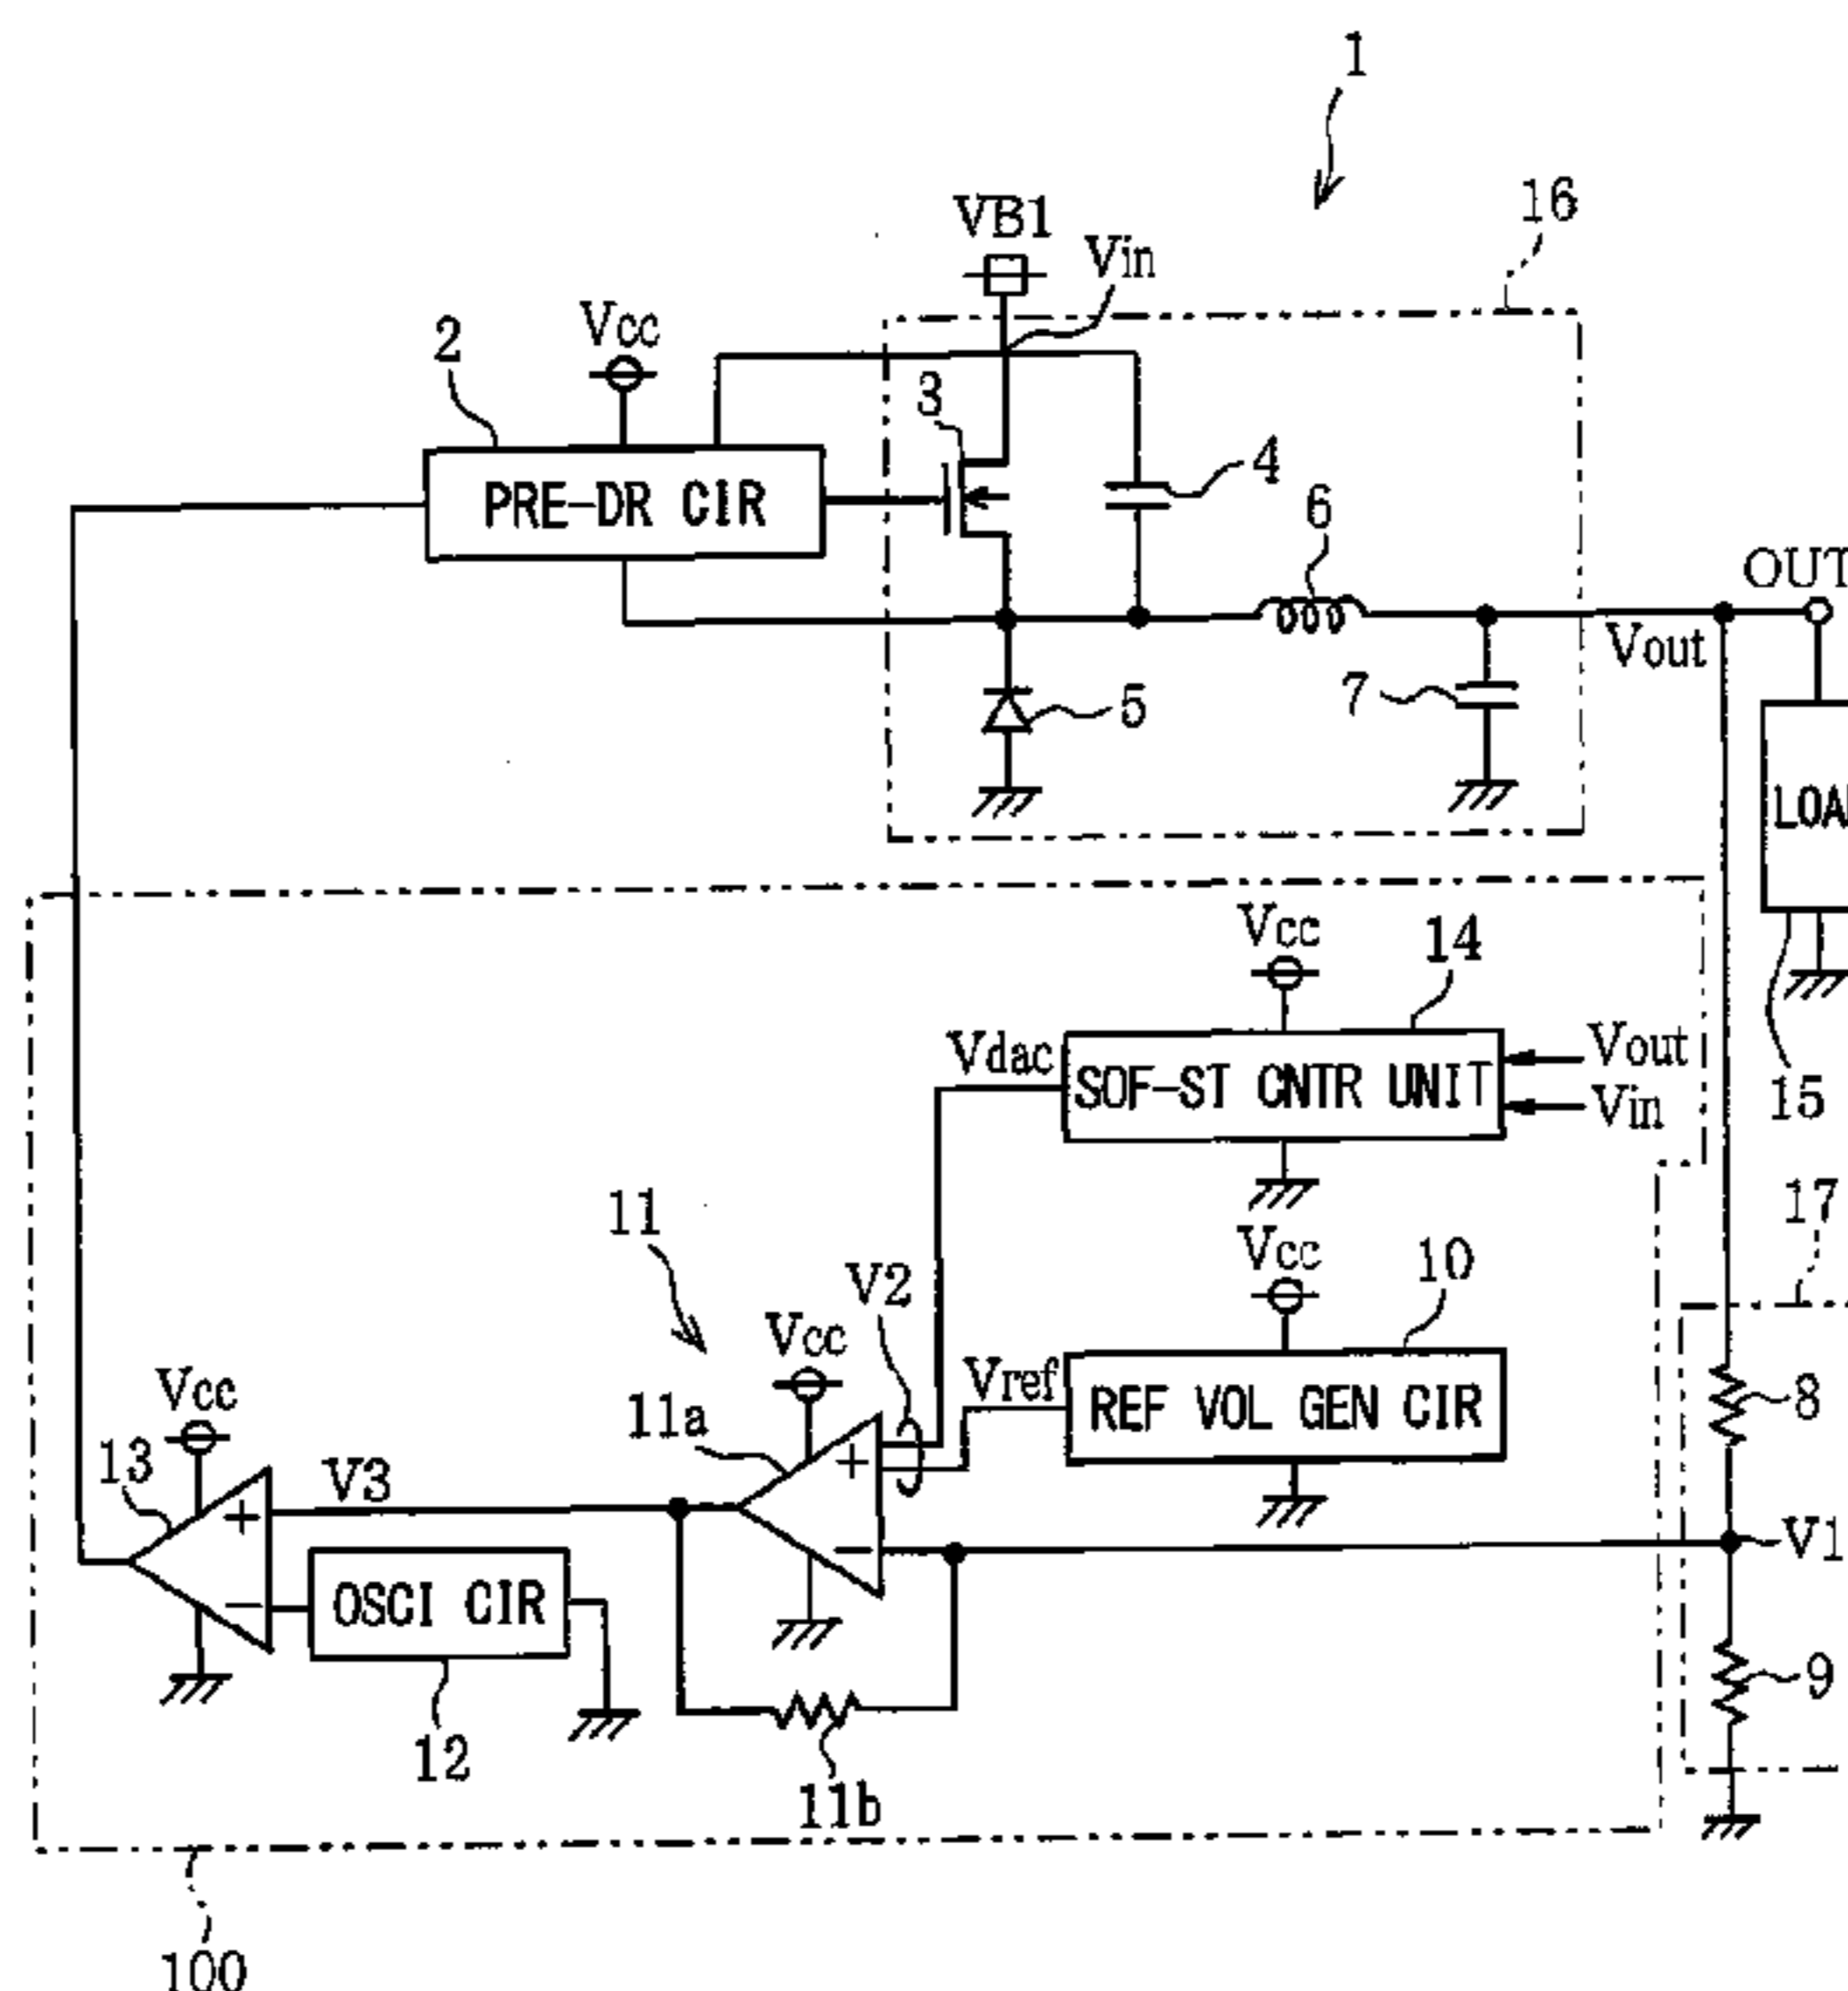 1
16
VB1
Vin
Vcc
2
3
PRE-DR CIR
4
6
OUT
Vout
7
5
LOA
Vcc
14
Vdac
SOF-ST CNTR UNIT
Vout
Vin
15
17
11
Vcc
10
V2
Vcc
Vref
REF VOL GEN CIR
8
Vcc
11a
+
13
V3
+
−
V1
−
OSCI CIR
9
12
11b
100